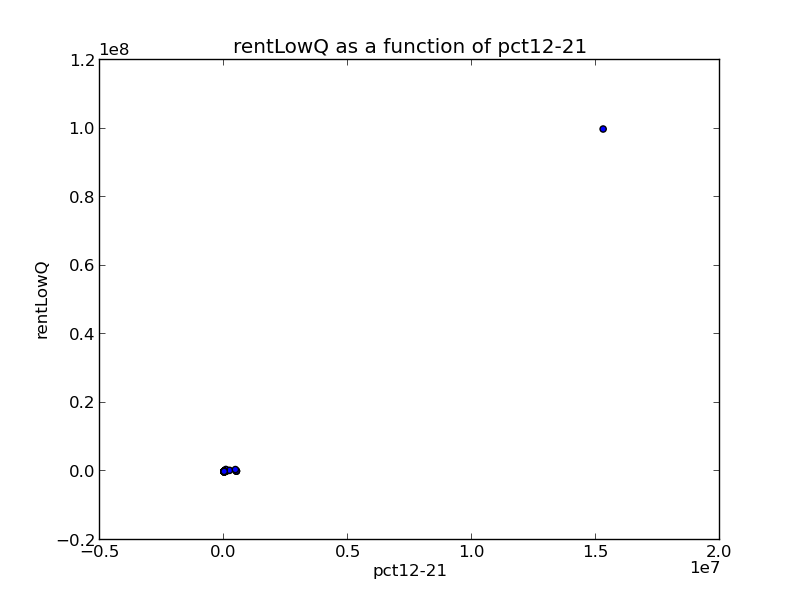 rentLowQ as a function of pct12-21
1e8
1.2
1.0
0.8
0.6
0.4
0.2
0.0
−0.2
rentLowQ
−0.5 0.0 0.5 1.0 1.5 2.0
1e7
pct12-21